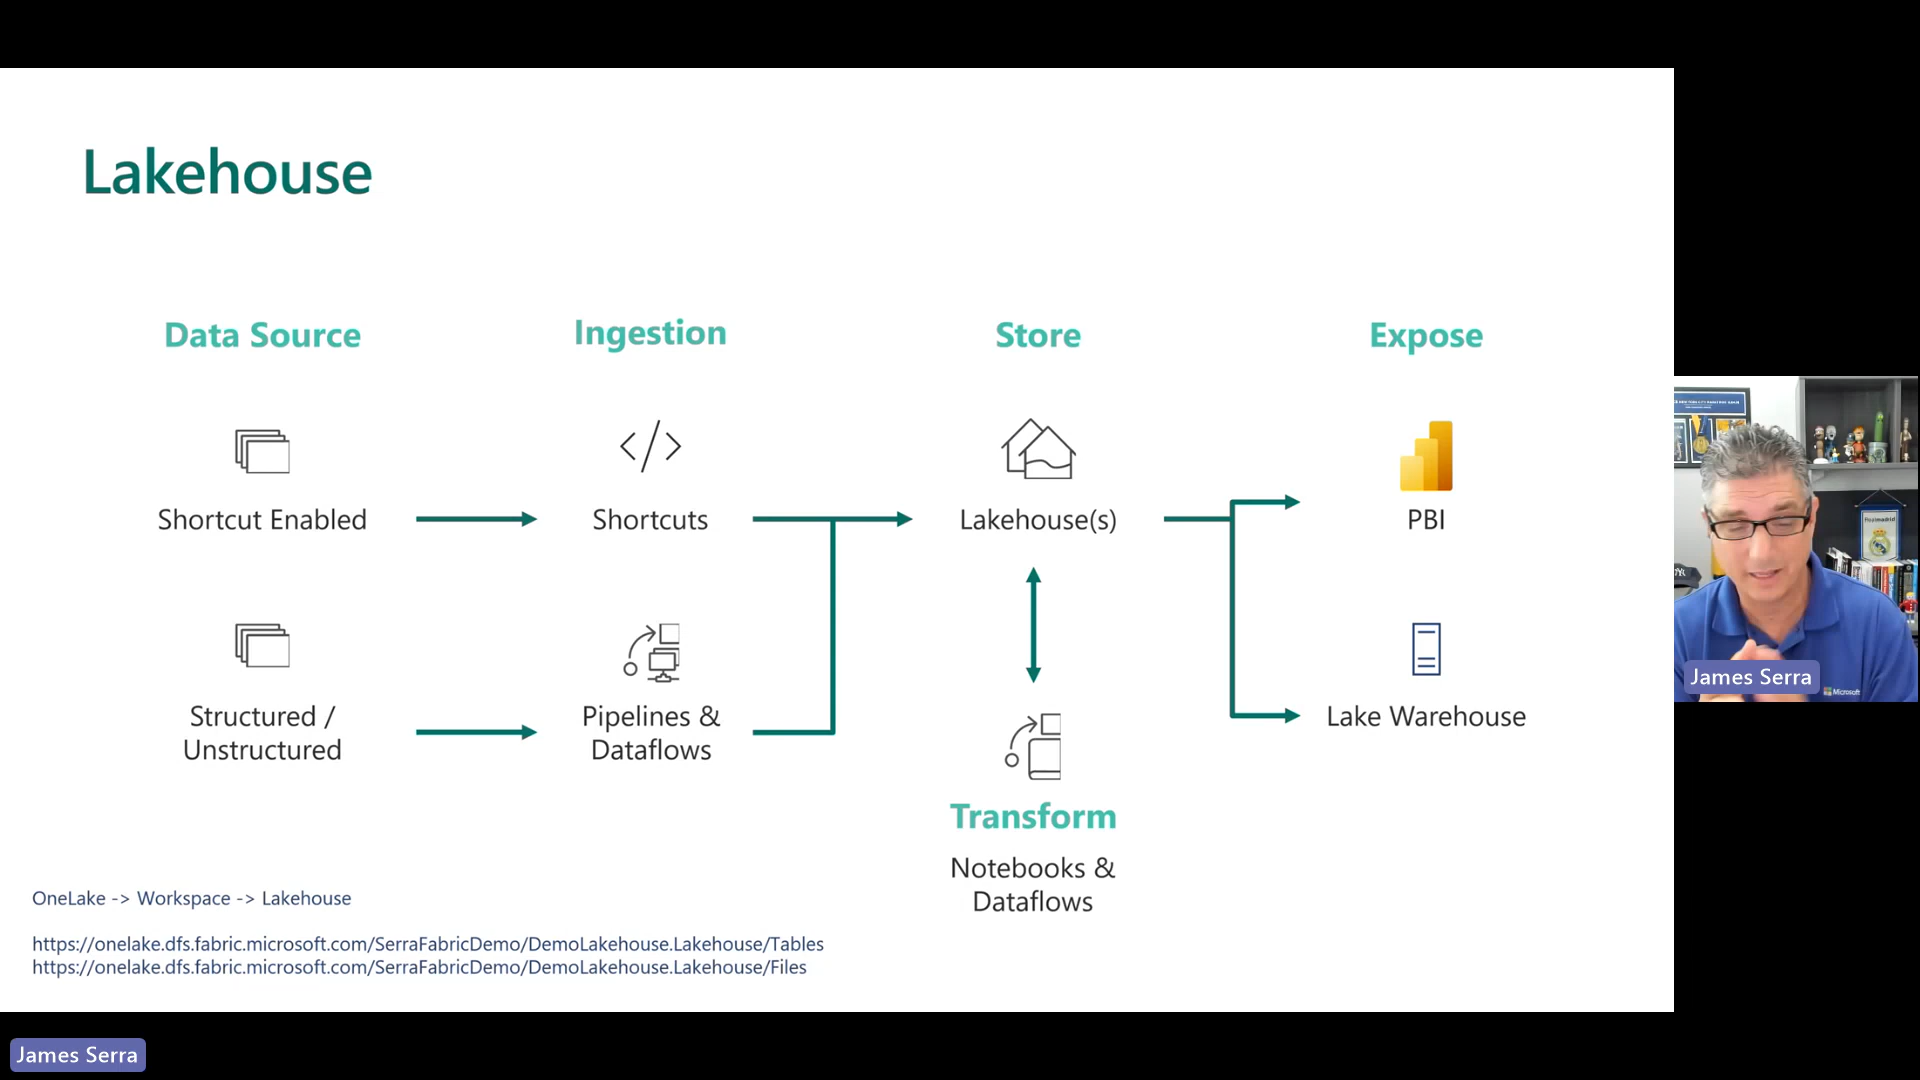 Lakehouse
Data Source
Ingestion
Store
Expose
Shortcut Enabled
Shortcuts
Lakehouse(s)
PBI
Structured /
Unstructured
Pipelines &
Dataflows
Lake Warehouse
Transform
Notebooks &
Dataflows
OneLake -> Workspace -> Lakehouse
https://onelake.dfs.fabric.microsoft.com/SerraFabricDemo/DemoLakehouse.Lakehouse/Tables
https://onelake.dfs.fabric.microsoft.com/SerraFabricDemo/DemoLakehouse.Lakehouse/Files
James Serra
Microsoft
James Serra